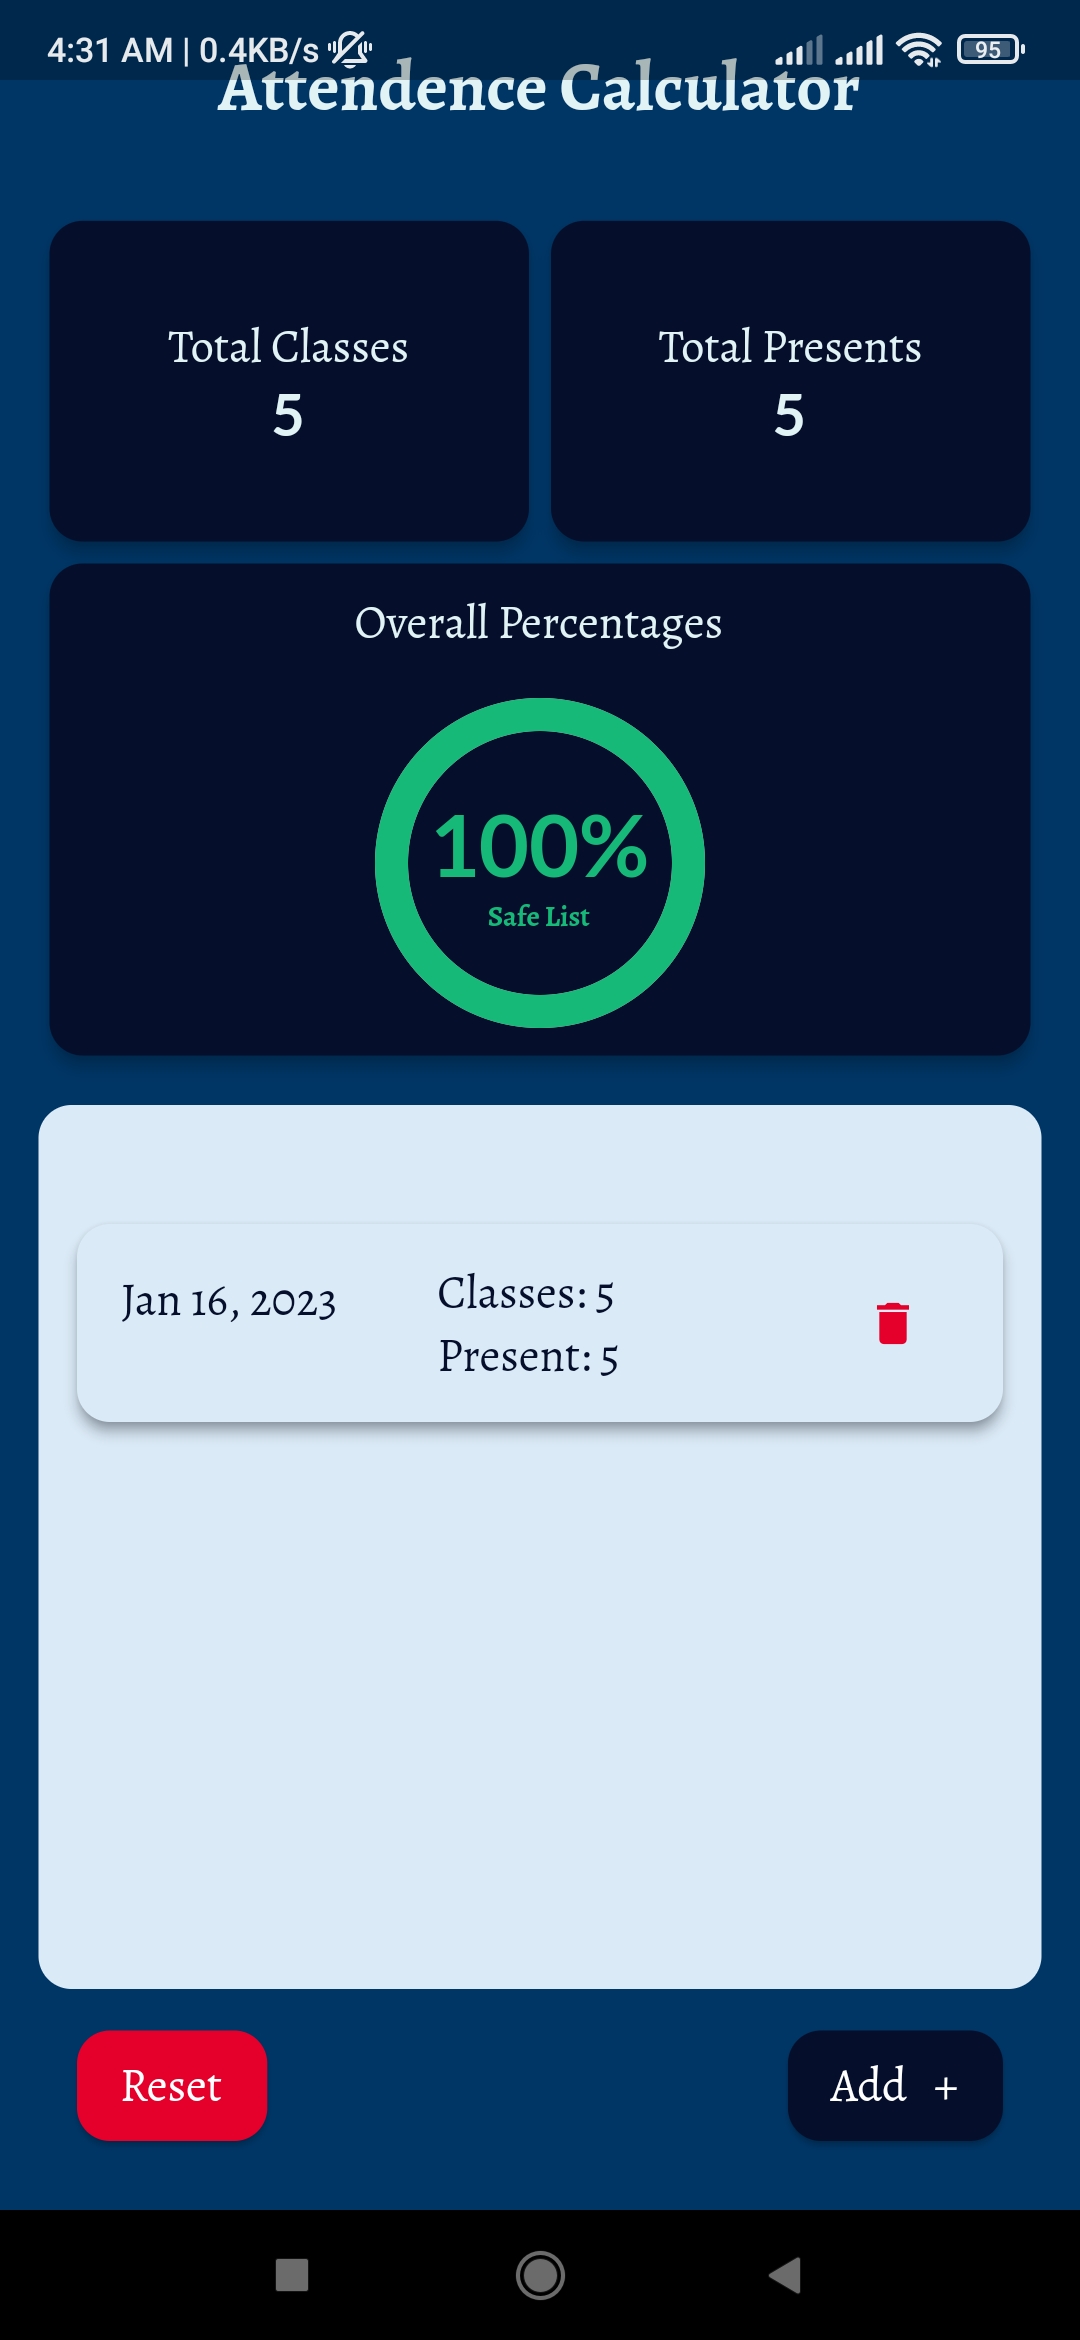 4:31 AM | 0.4KB/s
95
Attendence Calculator
Total Classes
5
Total Presents
5
Overall Percentages
100%
Safe List
Jan 16, 2023
Classes: 5
Present: 5
Reset
Add +